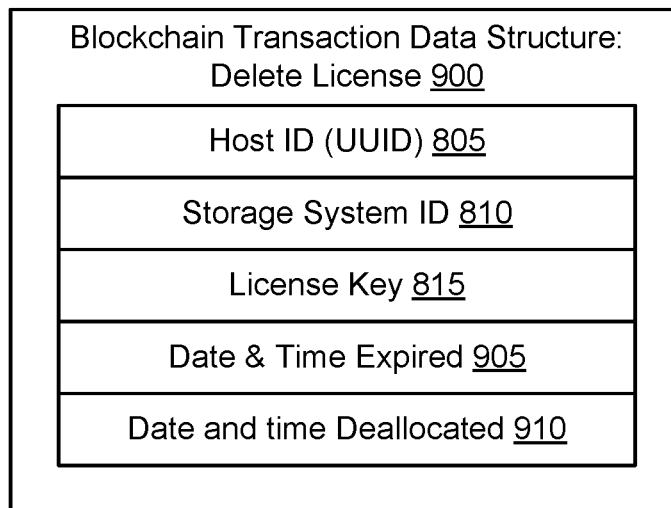 Blockchain Transaction Data Structure:
Delete License 900
Host ID (UUID) 805
Storage System ID 810
License Key 815
Date & Time Expired 905
Date and time Deallocated 910